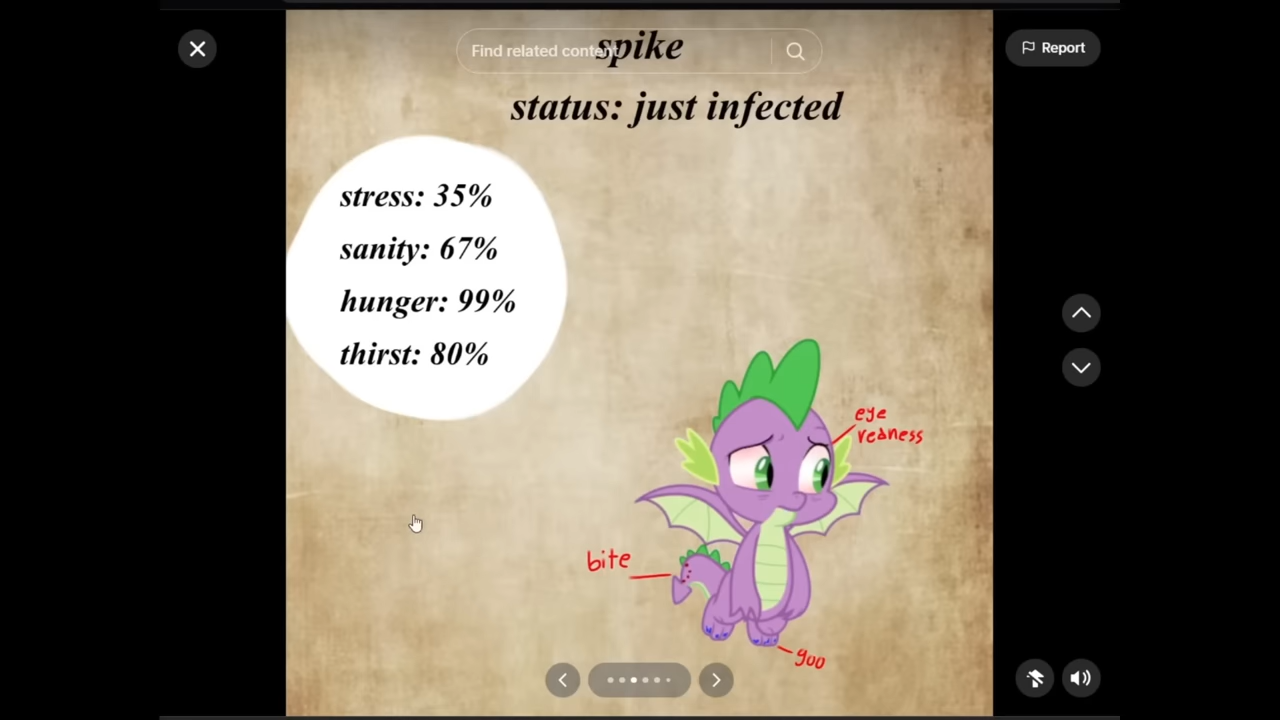 Find related content
spike
Report
status: just infected
stress: 35%
sanity: 67%
hunger: 99%
thirst: 80%
eye
redness
bite
goo